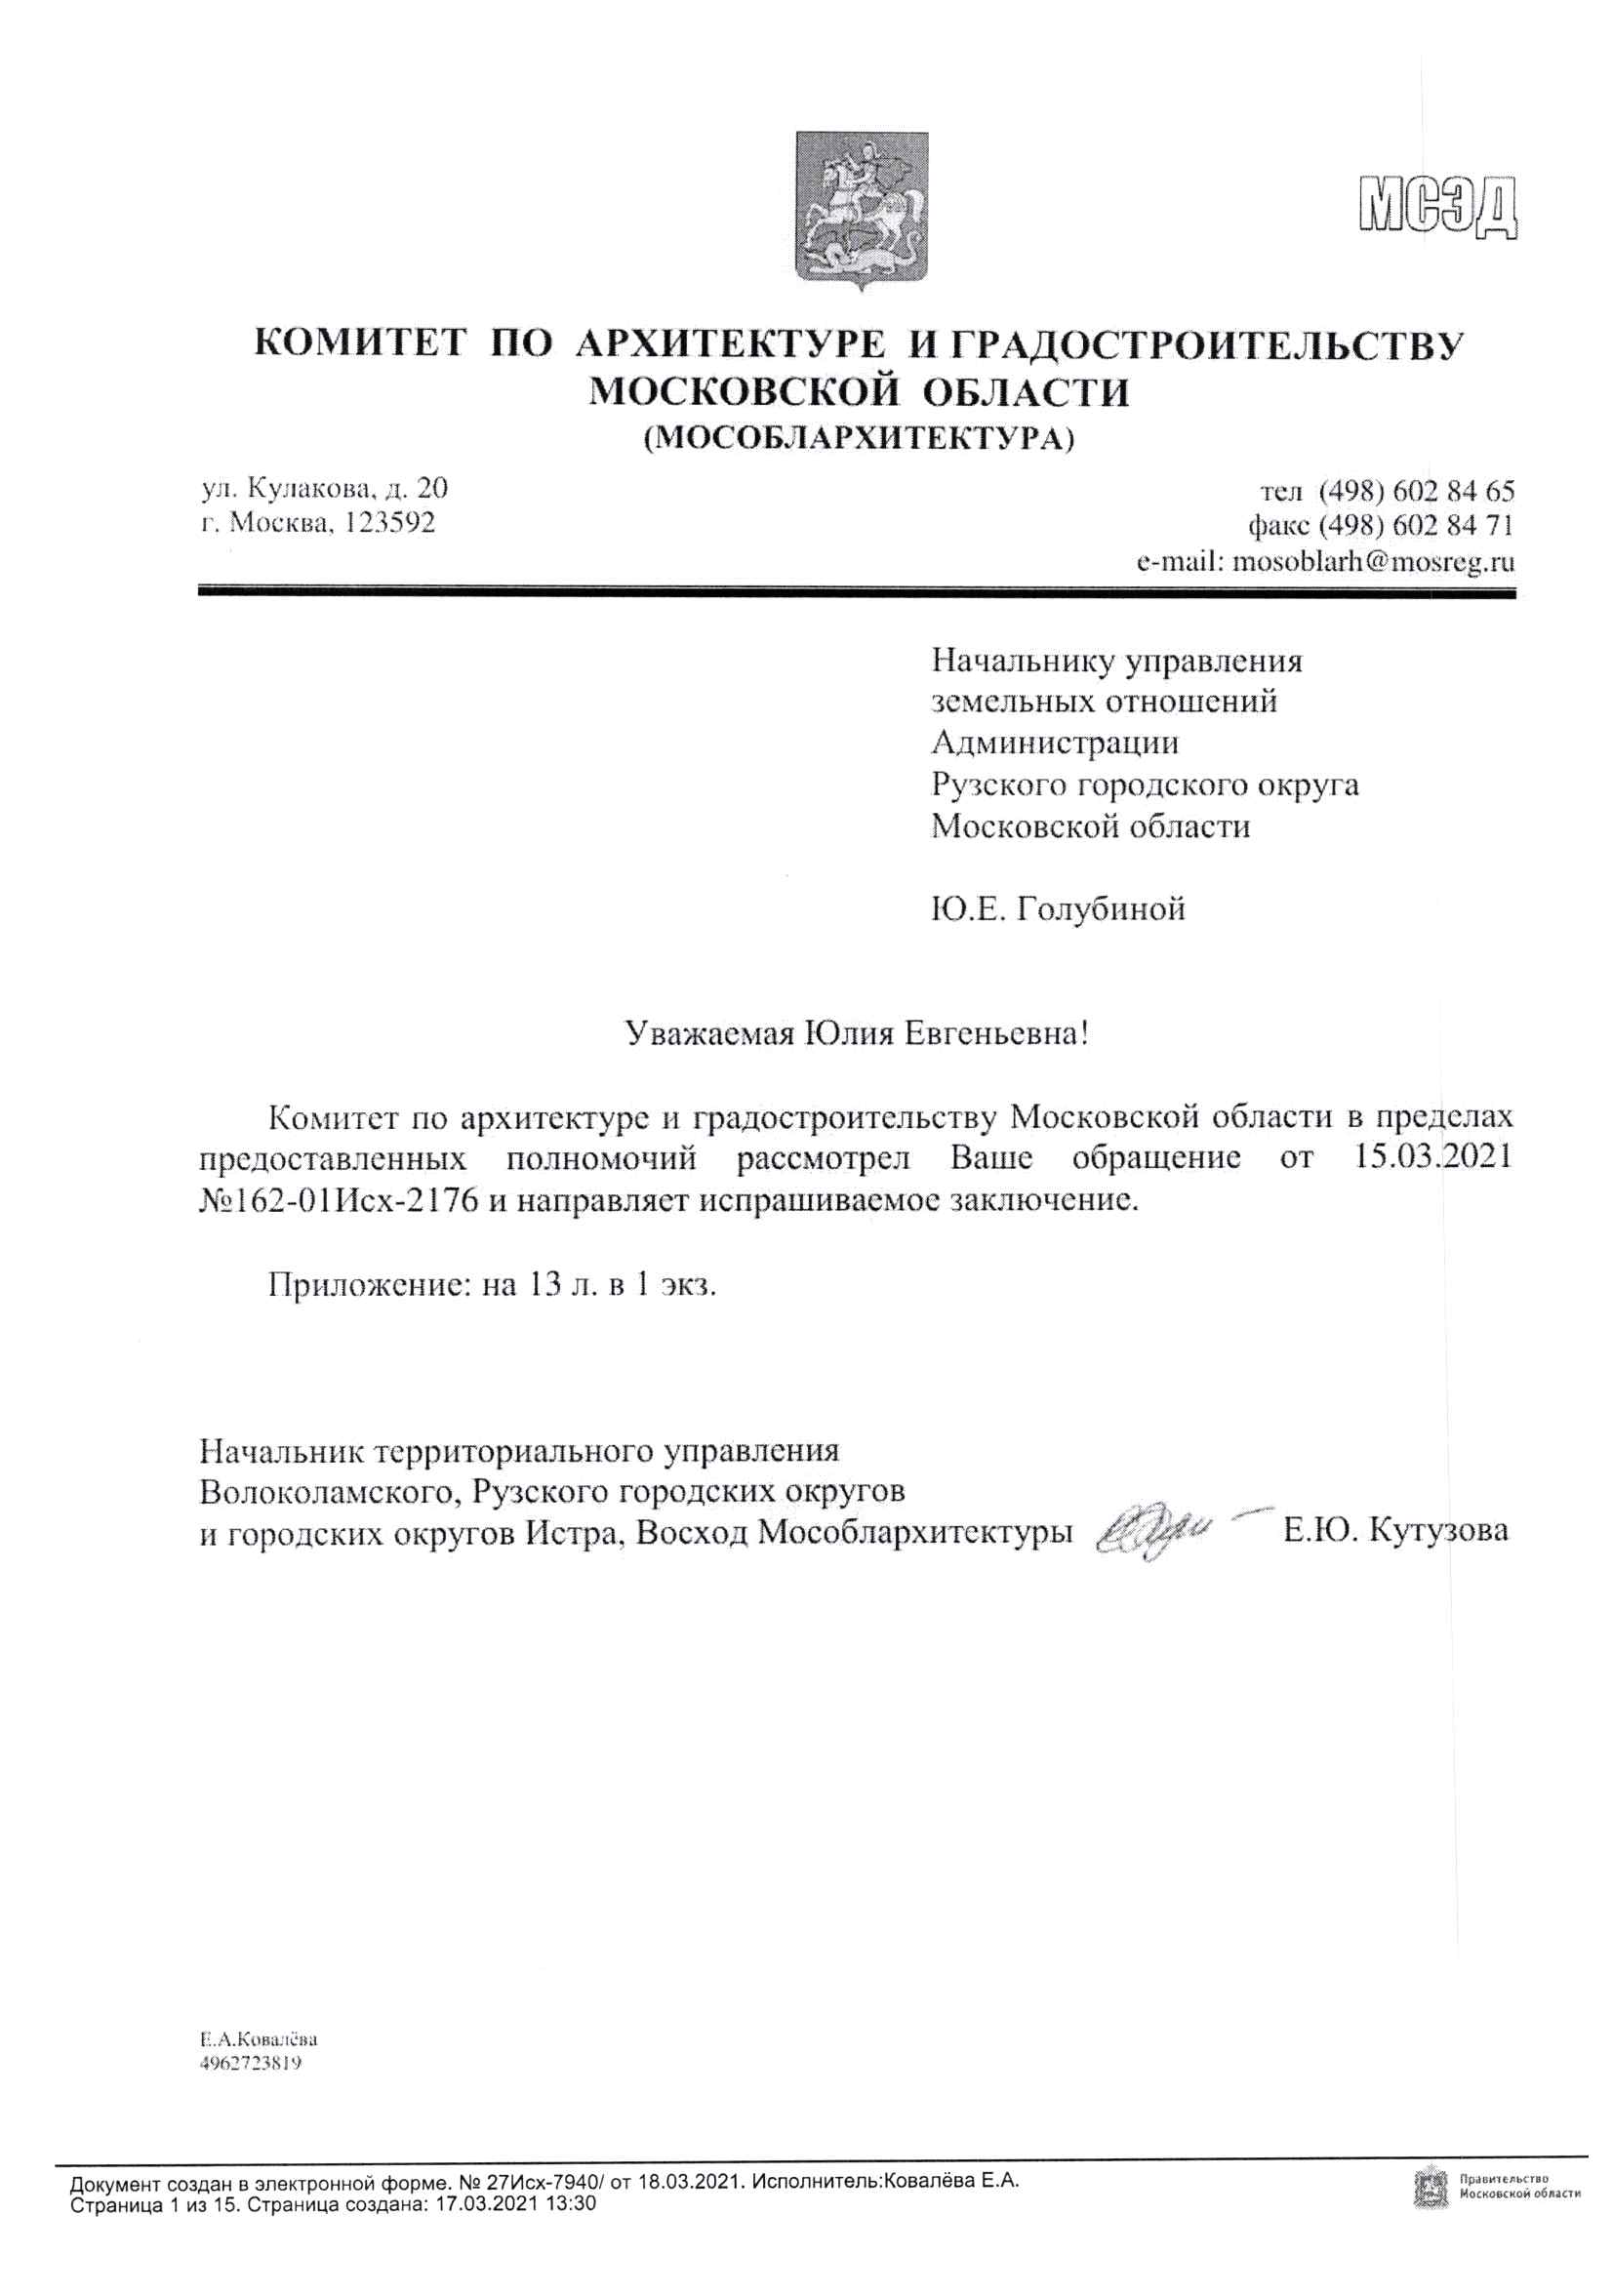 МСЭД
КОМИТЕТ ПО АРХИТЕКТУРЕ И ГРАДОСТРОИТЕЛЬСТВУ
МОСКОВСКОЙ ОБЛАСТИ
(МОСОБЛАРХИТЕКТУРА)
ул. Кулакова, д. 20
г. Москва, 123592
тел (498) 602 84 65
факс (498) 602 84 71
e-mail: mosoblarh@mosreg.ru
Начальнику управления
земельных отношений
Администрации
Рузского городского округа
Московской области
Ю.Е. Голубиной
Уважаемая Юлия Евгеньевна!
Комитет по архитектуре и градостроительству Московской области в пределах
предоставленных полномочий рассмотрел Ваше обращение от 15.03.2021
№162-01Исх-2176 и направляет испрашиваемое заключение.
Приложение: на 13 л. в 1 экз.
Начальник территориального управления
Волоколамского, Рузского городских округов
и городских округов Истра, Восход Мособлархитектуры Е.Ю. Кутузова
Е.А.Ковалёва
4962723819
Документ создан в электронной форме. № 27Исх-7940/ от 18.03.2021. Исполнитель:Ковалёва Е.А.
Страница 1 из 15. Страница создана: 17.03.2021 13:30
Правительство
Московской области